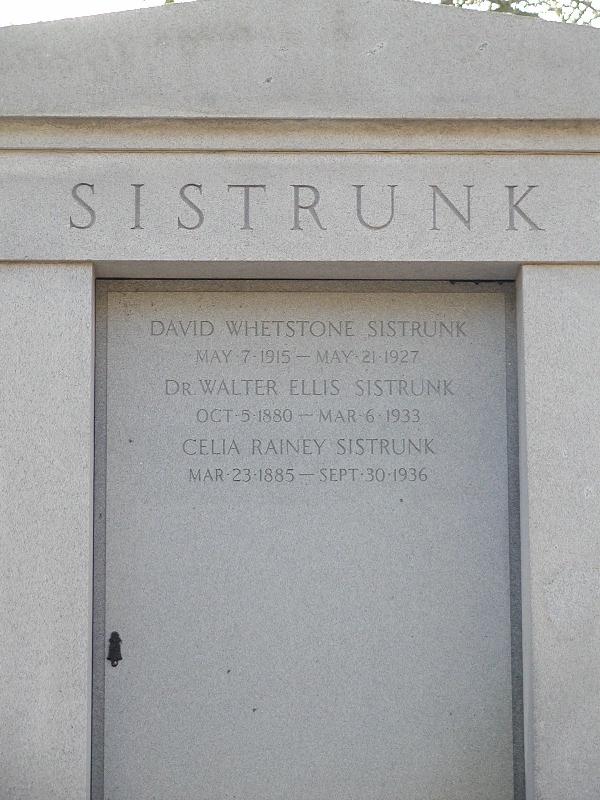 SISTRUNK
DAVID WHETSTONE SISTRUNK
MAY·7·1915—MAY·21·1927
DR. WALTER ELLIS SISTRUNK
OCT·5·1880—MAR·6·1933
CELIA RAINEY SISTRUNK
MAR·23·1885—SEPT·30·1936